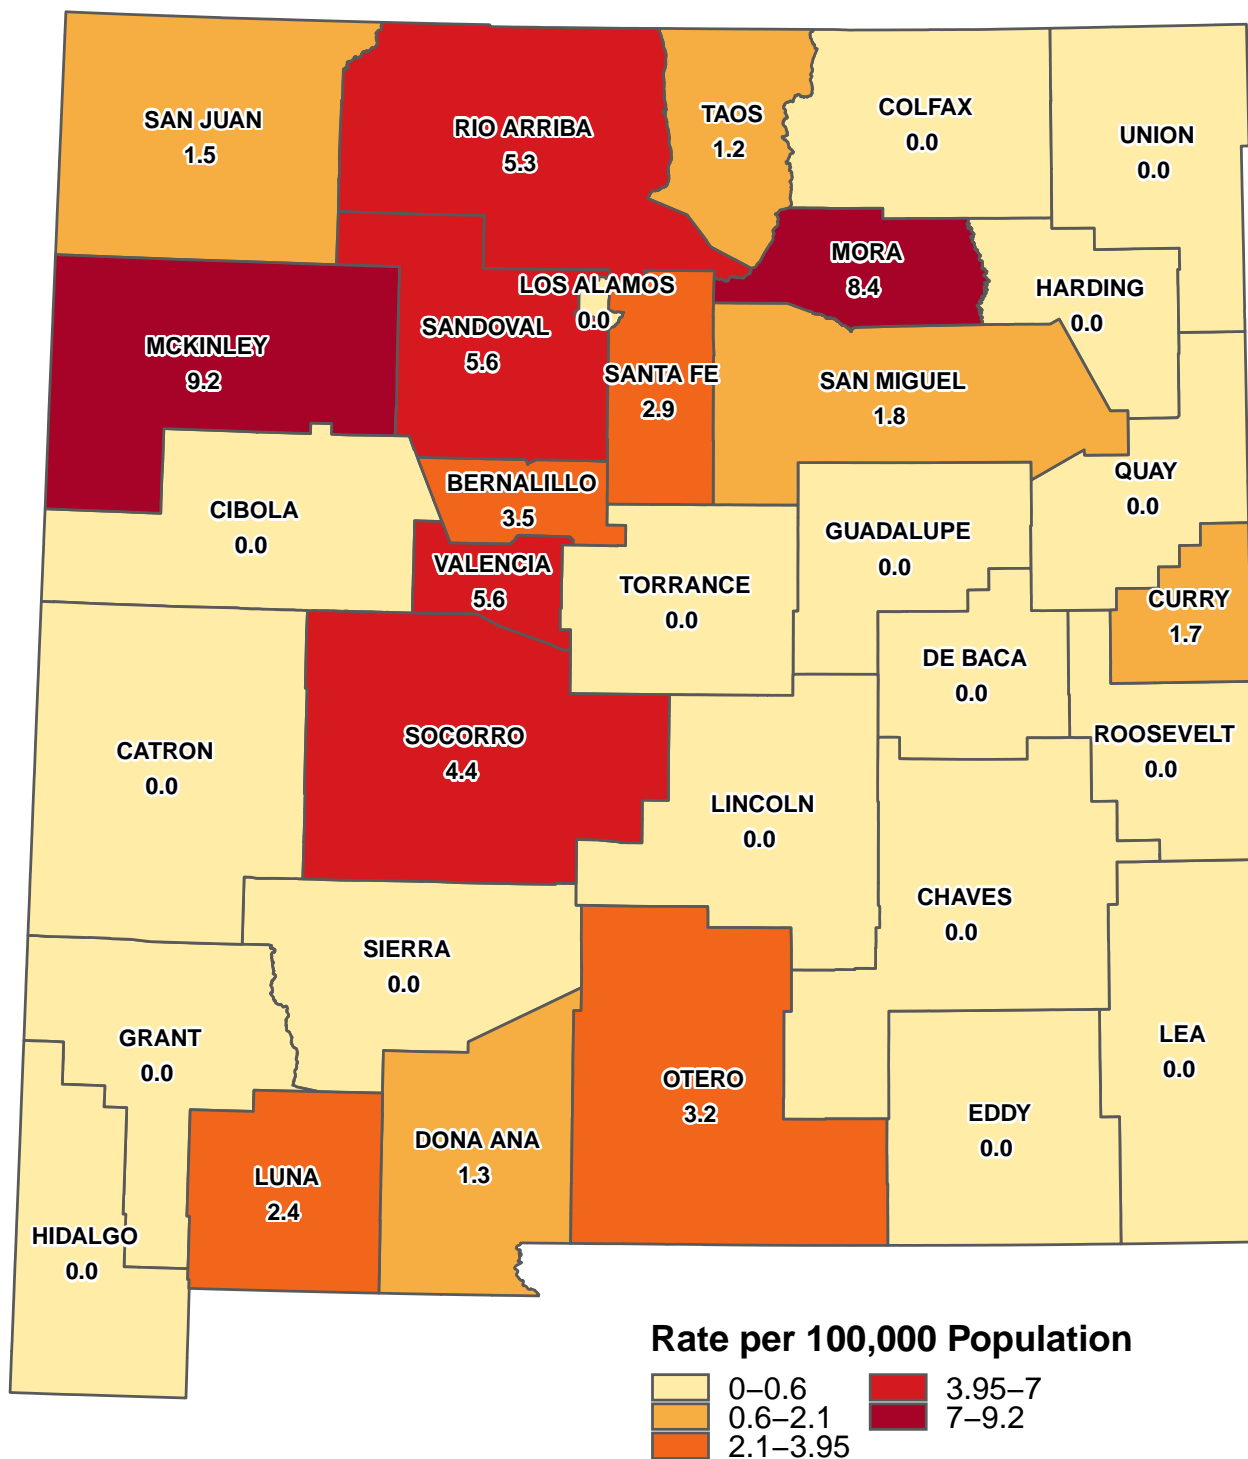 SAN JUAN
1.5
RIO ARRIBA
5.3
TAOS
1.2
COLFAX
0.0
UNION
0.0
MORA
8.4
HARDING
0.0
LOS ALAMOS
0.0
SANDOVAL
5.6
MCKINLEY
9.2
SANTA FE
2.9
SAN MIGUEL
1.8
QUAY
0.0
BERNALILLO
3.5
CIBOLA
0.0
GUADALUPE
0.0
VALENCIA
5.6
TORRANCE
0.0
CURRY
1.7
DE BACA
0.0
ROOSEVELT
0.0
SOCORRO
4.4
CATRON
0.0
LINCOLN
0.0
CHAVES
0.0
SIERRA
0.0
GRANT
0.0
LEA
0.0
OTERO
3.2
EDDY
0.0
DONA ANA
1.3
LUNA
2.4
HIDALGO
0.0
Rate per 100,000 Population
0–0.6
0.6–2.1
2.1–3.95
3.95–7
7–9.2